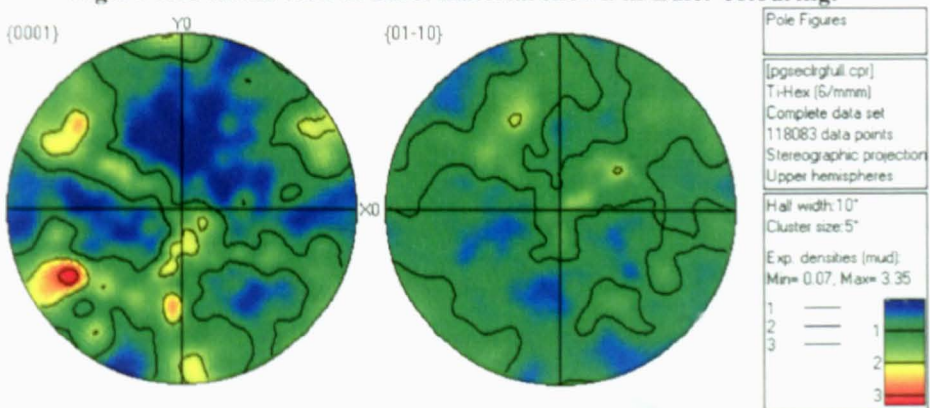 {0001}
Y0
{01-10}
X0
Pole Figures
[pgseclrgfull.cpr]
Ti-Hex (6/mmm)
Complete data set
118083 data points
Stereographic projection
Upper hemispheres
Half width:10°
Cluster size:5°
Exp. densities (mud):
Min= 0.07, Max= 3.35
1
2
3
1
2
3